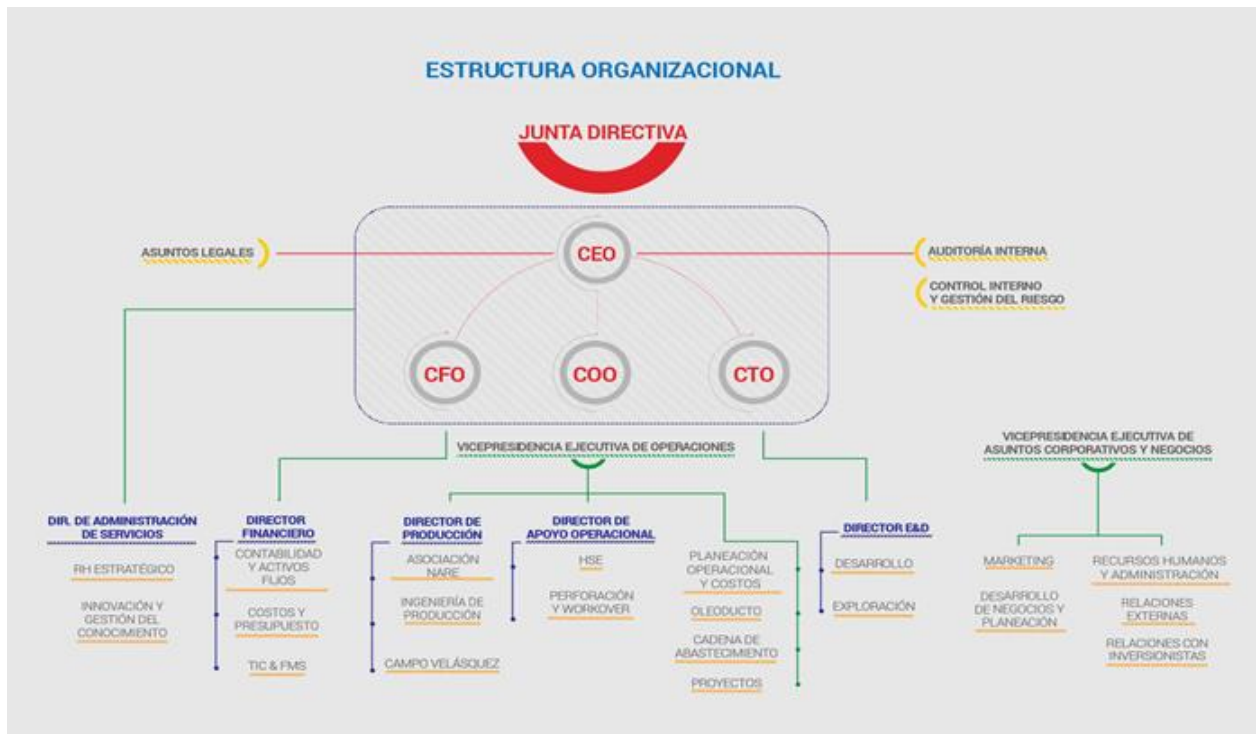 ESTRUCTURA ORGANIZACIONAL
JUNTA DIRECTIVA
CEO
ASUNTOS LEGALES
AUDITORÍA INTERNA
CONTROL INTERNO
Y GESTIÓN DEL RIESGO
CFO
COO
CTO
VICEPRESIDENCIA EJECUTIVA DE OPERACIONES
VICEPRESIDENCIA EJECUTIVA DE
ASUNTOS CORPORATIVOS Y NEGOCIOS
DIR. DE ADMINISTRACIÓN
DE SERVICIOS
RH ESTRATÉGICO
INNOVACIÓN Y
GESTIÓN DEL
CONOCIMIENTO
DIRECTOR
FINANCIERO
CONTABILIDAD
Y ACTIVOS
FIJOS
COSTOS Y
PRESUPUESTO
TIC & FMS
DIRECTOR DE
PRODUCCIÓN
ASOCIACIÓN
NARE
INGENIERÍA DE
PRODUCCIÓN
CAMPO VELÁSQUEZ
DIRECTOR DE
APOYO OPERACIONAL
HSE
PERFORACIÓN
Y WORKOVER
PLANEACIÓN
OPERACIONAL
Y COSTOS
OLEODUCTO
CADENA DE
ABASTECIMIENTO
PROYECTOS
DIRECTOR E&D
DESARROLLO
EXPLORACIÓN
MARKETING
DESARROLLO
DE NEGOCIOS Y
PLANEACIÓN
RECURSOS HUMANOS
Y ADMINISTRACIÓN
RELACIONES
EXTERNAS
RELACIONES CON
INVERSIONISTAS